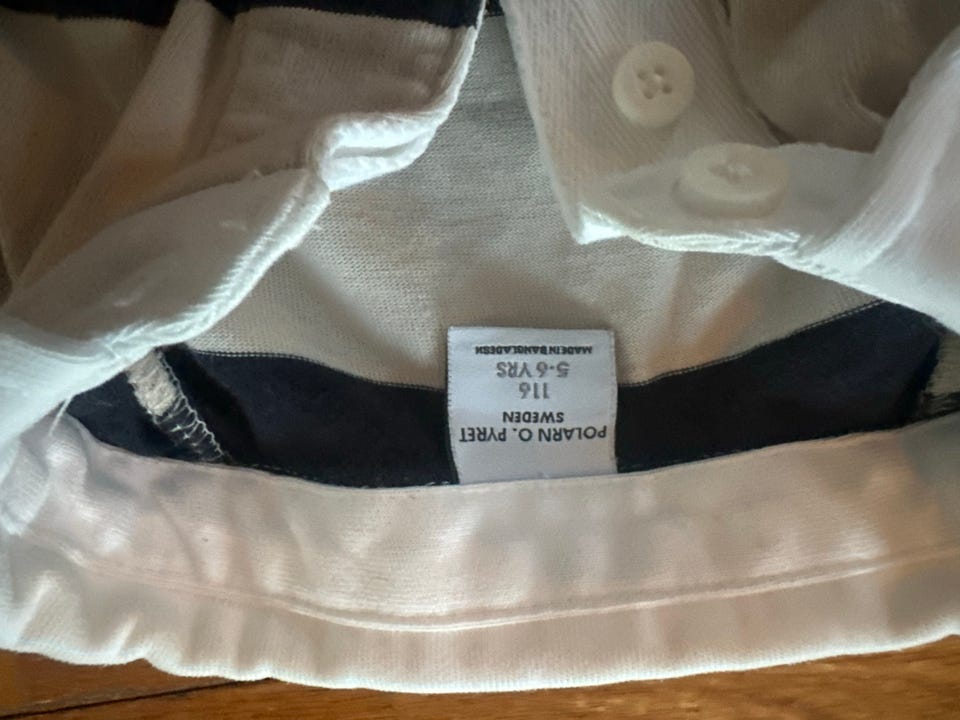 POLARN O. PYRET
SWEDEN
116
5-6 YRS
MADE IN BANGLADESH